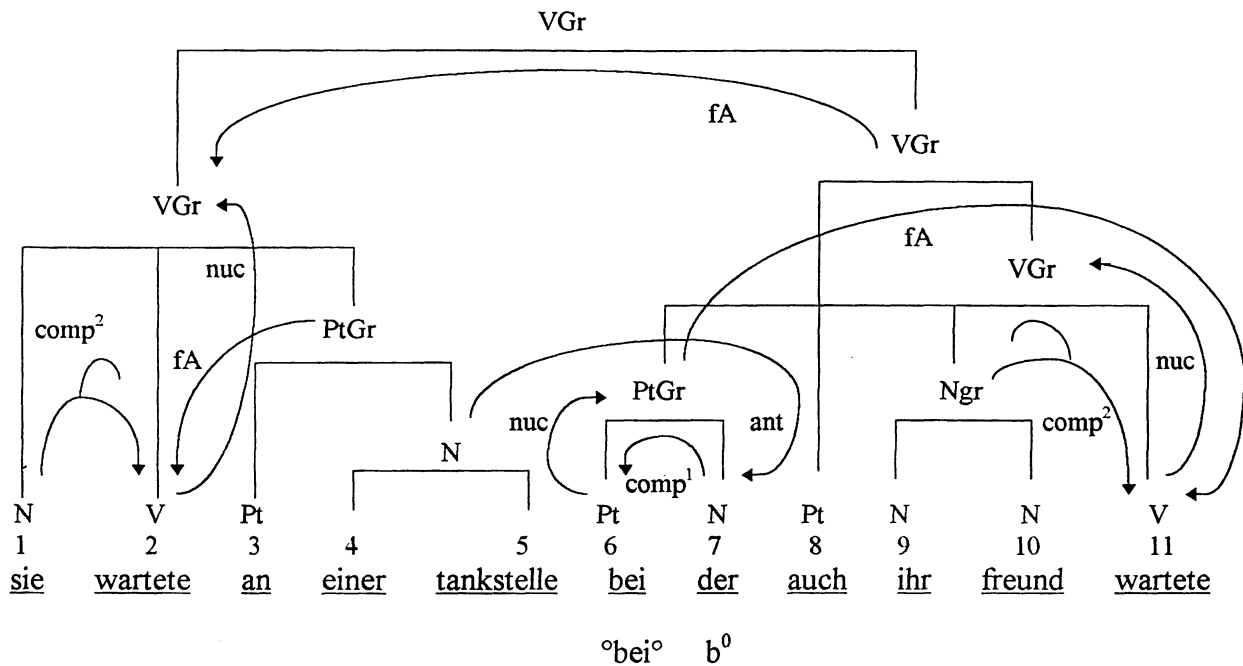 VGr
fA
VGr
VGr
fA
nuc
VGr
comp²
PtGr
fA
nuc
PtGr
Ngr
nuc
ant
comp²
N
comp¹
N V Pt Pt N Pt N N V
1 2 3 4 5 6 7 8 9 10 11
sie wartete an einer tankstelle bei der auch ihr freund wartete
°bei° b⁰